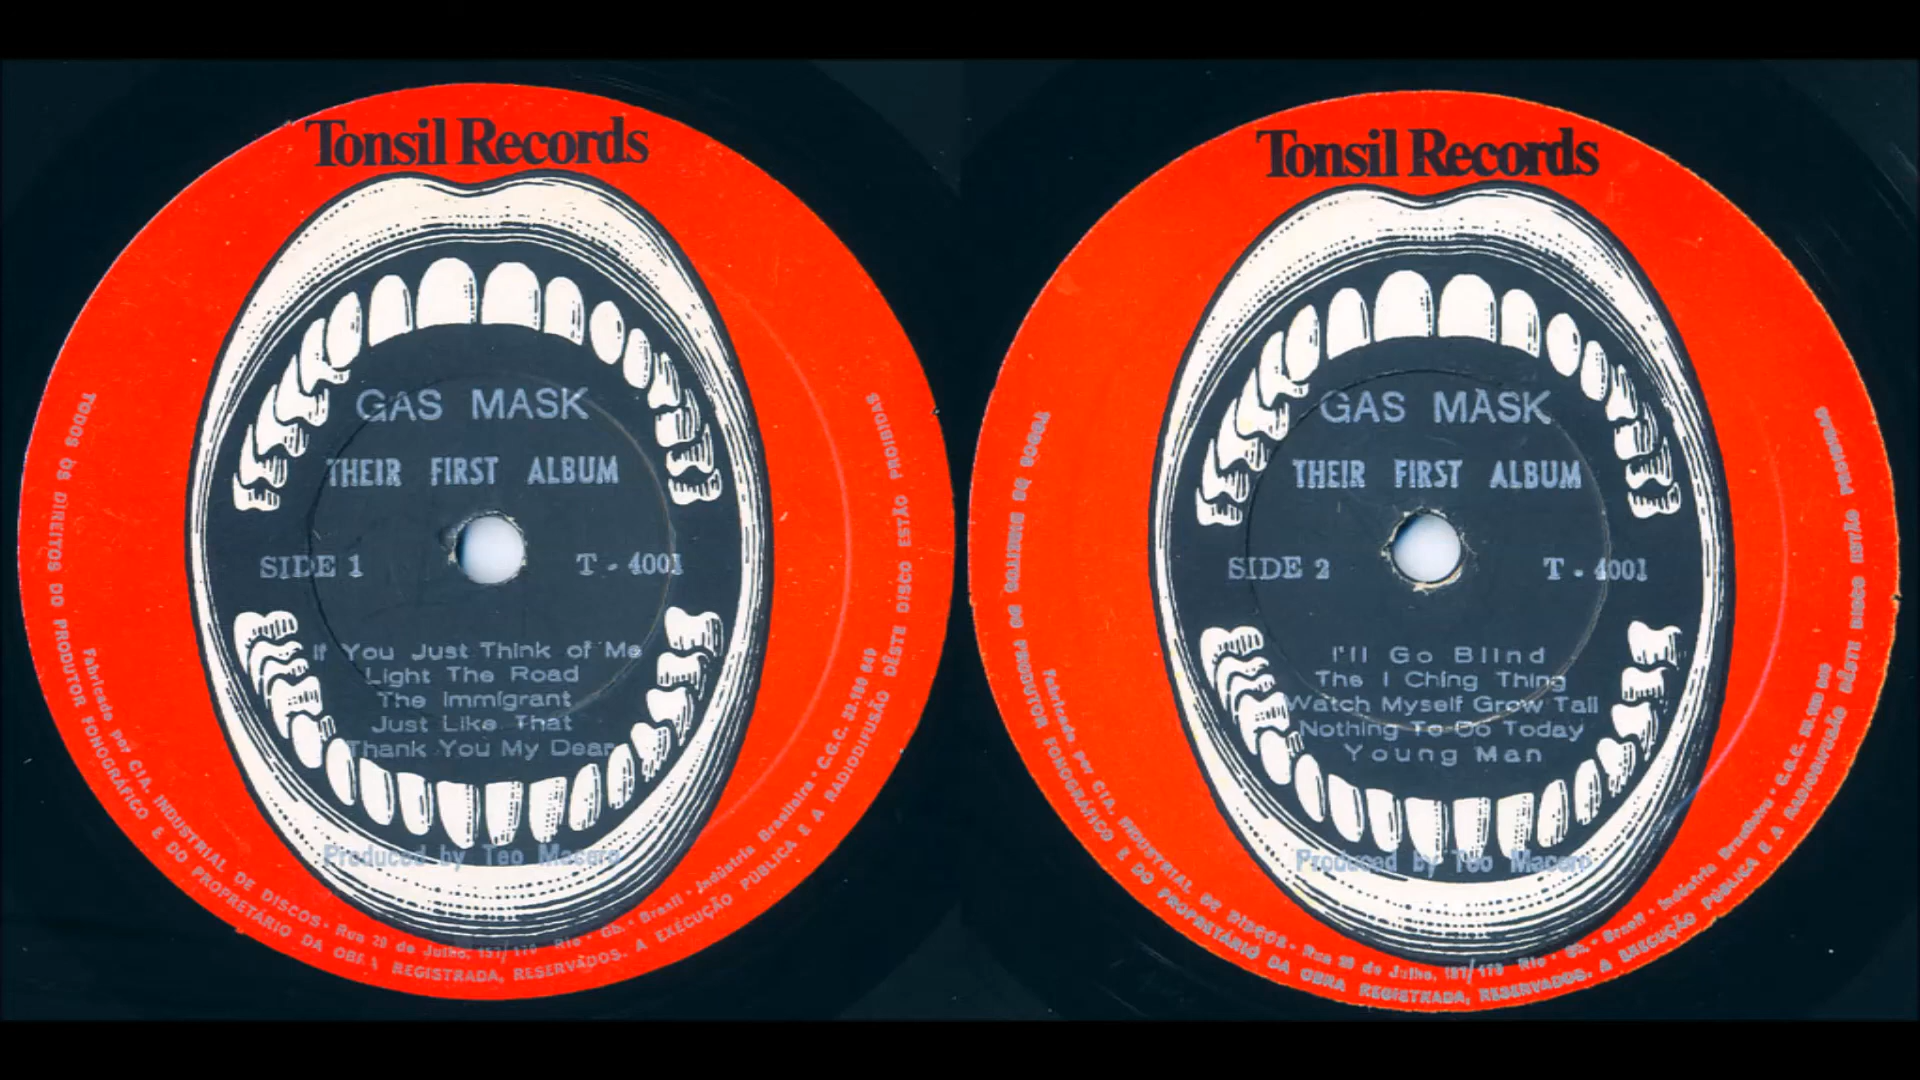 Tonsil Records
GAS MASK
THEIR FIRST ALBUM
SIDE 1 T - 4001
If You Just Think of Me
Light The Road
The Immigrant
Just Like That
Thank You My Dear
Produced by Teo Macero
Fabricado por CIA. INDUSTRIAL DE DISCOS - Rua 29 de Julho, 157/170 Rio - Gb. - Brasil - Indústria Brasileira - C.G.C.
TODOS OS DIREITOS DO PRODUTOR FONOGRÁFICO E DO PROPRIETÁRIO DA OBRA REGISTRADA, RESERVADOS. A EXECUÇÃO PÚBLICA E A RADIODIFUSÃO DÊSTE DISCO ESTÃO PROIBIDAS
Tonsil Records
GAS MASK
THEIR FIRST ALBUM
SIDE 2 T - 4001
I'll Go Blind
The I Ching Thing
Watch Myself Grow Tall
Nothing To Do Today
Young Man
Produced by Teo Macero
Fabricado por CIA. INDUSTRIAL DE DISCOS - Rua de Julho, Rio - Gb. - Brasil - Indústria Brasileira - C.G.C.
TODOS OS DIREITOS DO PRODUTOR FONOGRÁFICO E DO PROPRIETÁRIO DA OBRA REGISTRADA, RESERVADOS. A EXECUÇÃO PÚBLICA E A RADIODIFUSÃO DÊSTE DISCO ESTÃO PROIBIDAS